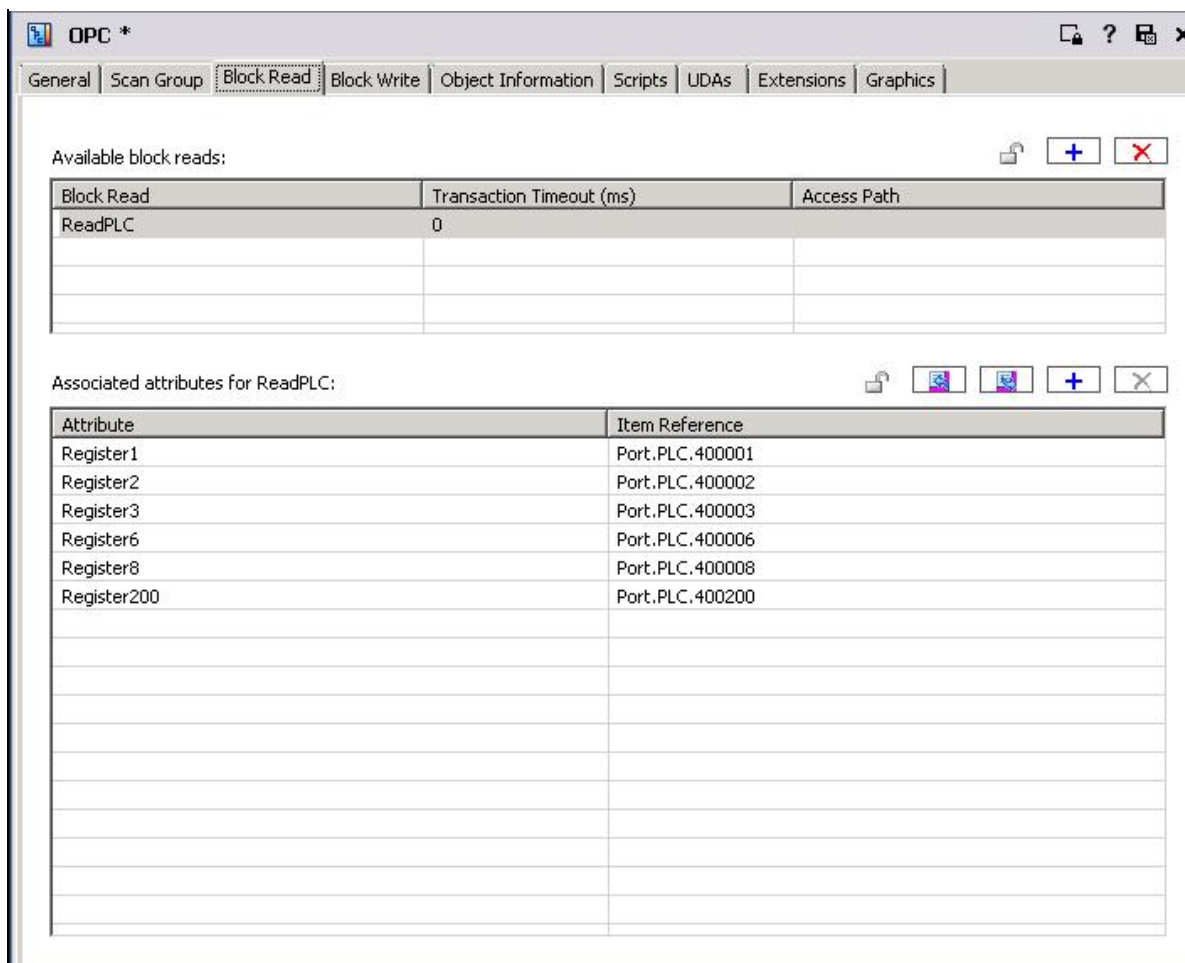 OPC *
General Scan Group Block Read Block Write Object Information Scripts UDAs Extensions Graphics
Available block reads:
Block Read Transaction Timeout (ms) Access Path
ReadPLC 0
Associated attributes for ReadPLC:
Attribute Item Reference
Register1 Port.PLC.400001
Register2 Port.PLC.400002
Register3 Port.PLC.400003
Register6 Port.PLC.400006
Register8 Port.PLC.400008
Register200 Port.PLC.400200